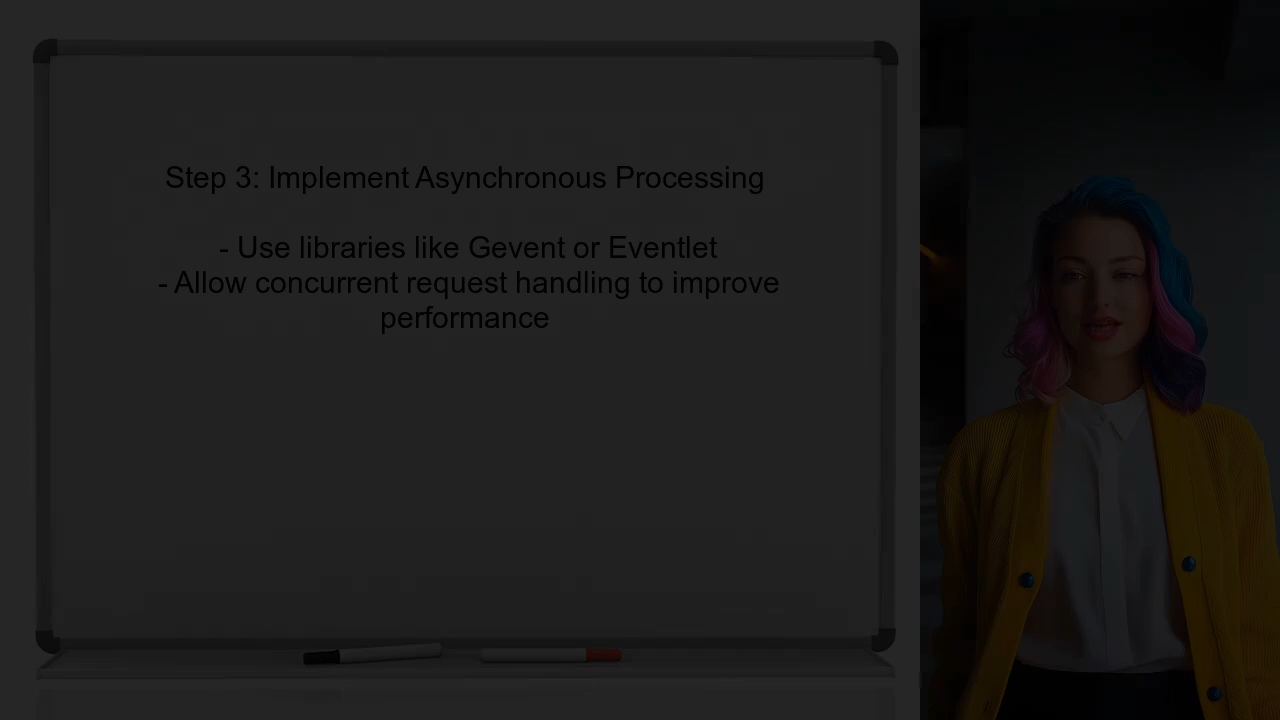 Step 3: Implement Asynchronous Processing
- Use libraries like Gevent or Eventlet
- Allow concurrent request handling to improve
performance